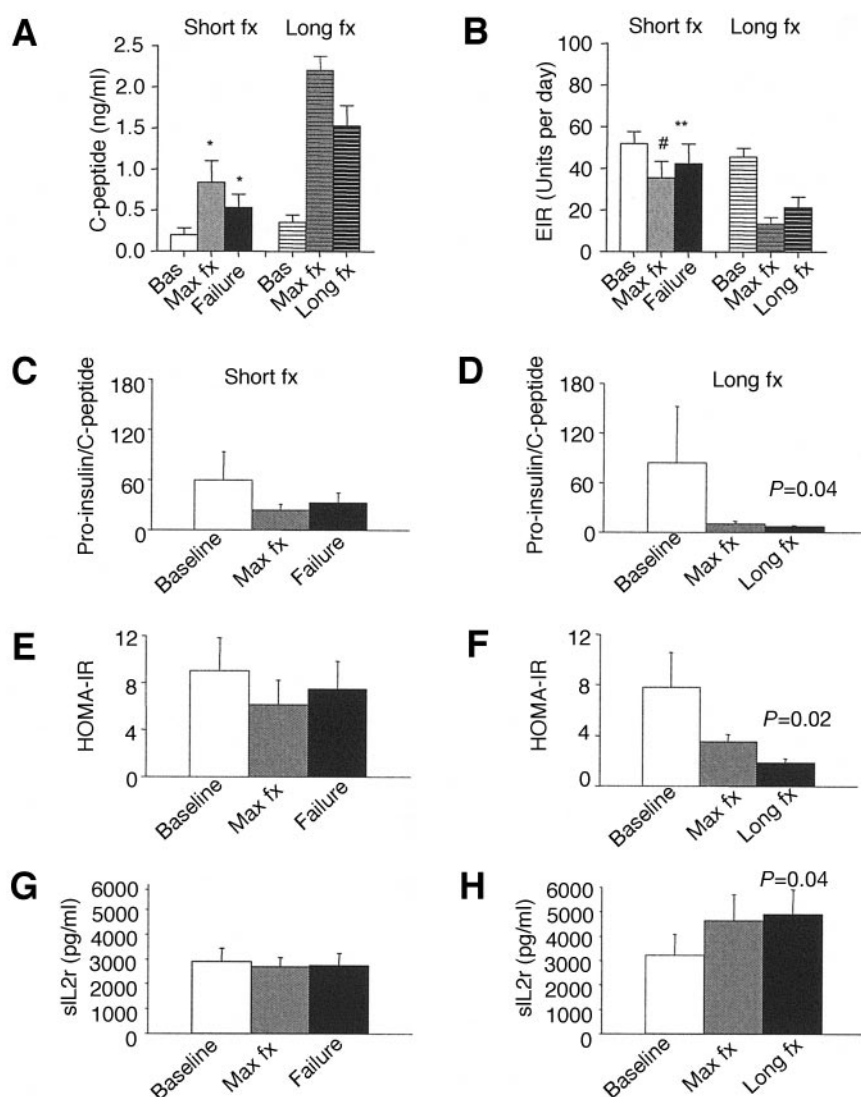 A
Short fx
Long fx
C-peptide (ng/ml)
2.5
2.0
1.5
1.0
0.5
0.0
*
*
Bas
Max fx
Failure
Bas
Max fx
Long fx
B
Short fx
Long fx
EIR (Units per day)
100
80
60
40
20
0
#
**
Bas
Max fx
Failure
Bas
Max fx
Long fx
C
Short fx
Pro-insulin/C-peptide
180
120
60
0
Baseline
Max fx
Failure
D
Long fx
Pro-insulin/C-peptide
180
120
60
0
P=0.04
Baseline
Max fx
Long fx
E
HOMA-IR
12
8
4
0
Baseline
Max fx
Failure
F
HOMA-IR
12
8
4
0
P=0.02
Baseline
Max fx
Long fx
G
sIL2r (pg/ml)
6000
5000
4000
3000
2000
1000
0
Baseline
Max fx
Failure
H
sIL2r (pg/ml)
6000
5000
4000
3000
2000
1000
0
P=0.04
Baseline
Max fx
Long fx